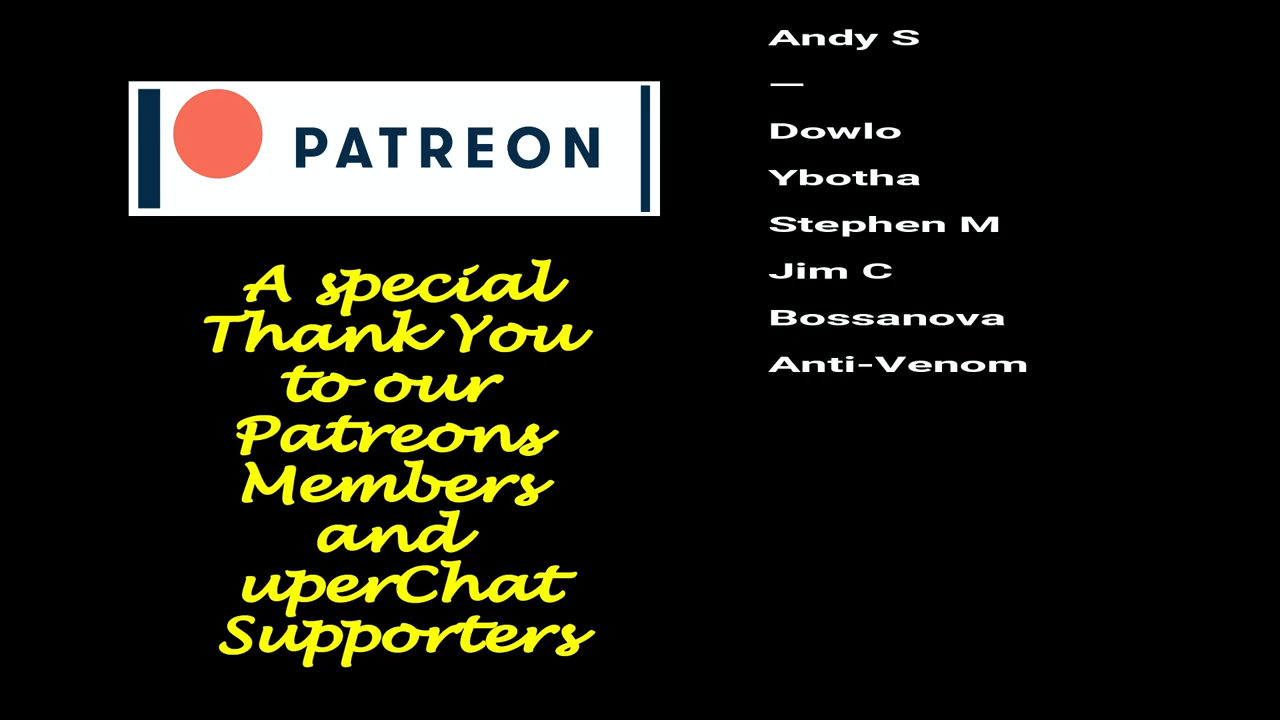 PATREON
A special
Thank You
to our
Patreons
Members
and
uperChat
Supporters
Andy S
—
Dowlo
Ybotha
Stephen M
Jim C
Bossanova
Anti-Venom